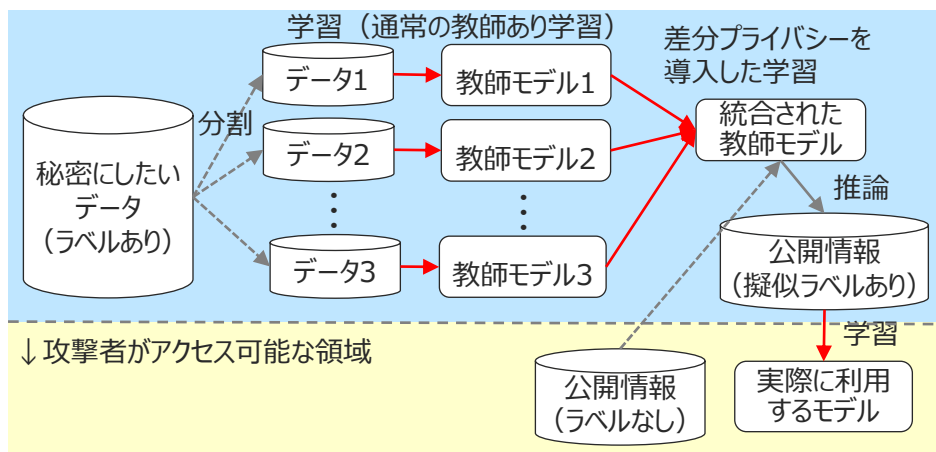 学習（通常の教師あり学習）
差分プライバシーを
導入した学習
データ1
教師モデル1
分割
データ2
教師モデル2
統合された
教師モデル
秘密にしたい
データ
（ラベルあり）
推論
データ3
教師モデル3
公開情報
（擬似ラベルあり）
学習
↓攻撃者がアクセス可能な領域
公開情報
（ラベルなし）
実際に利用
するモデル